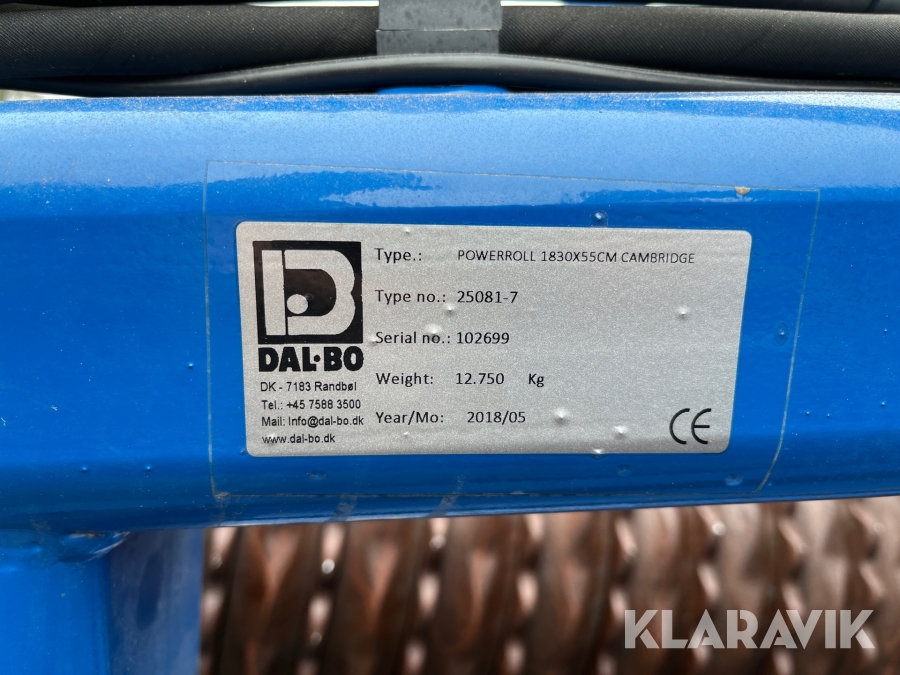 Type.: POWERROLL 1830X55CM CAMBRIDGE
Type no.: 25081-7
Serial no.: 102699
Weight: 12.750 Kg
Year/Mo: 2018/05
DAL-BO
DK - 7183 Randbøl
Tel.: +45 7588 3500
Mail: Info@dal-bo.dk
www.dal-bo.dk
CE
KLARAVIK